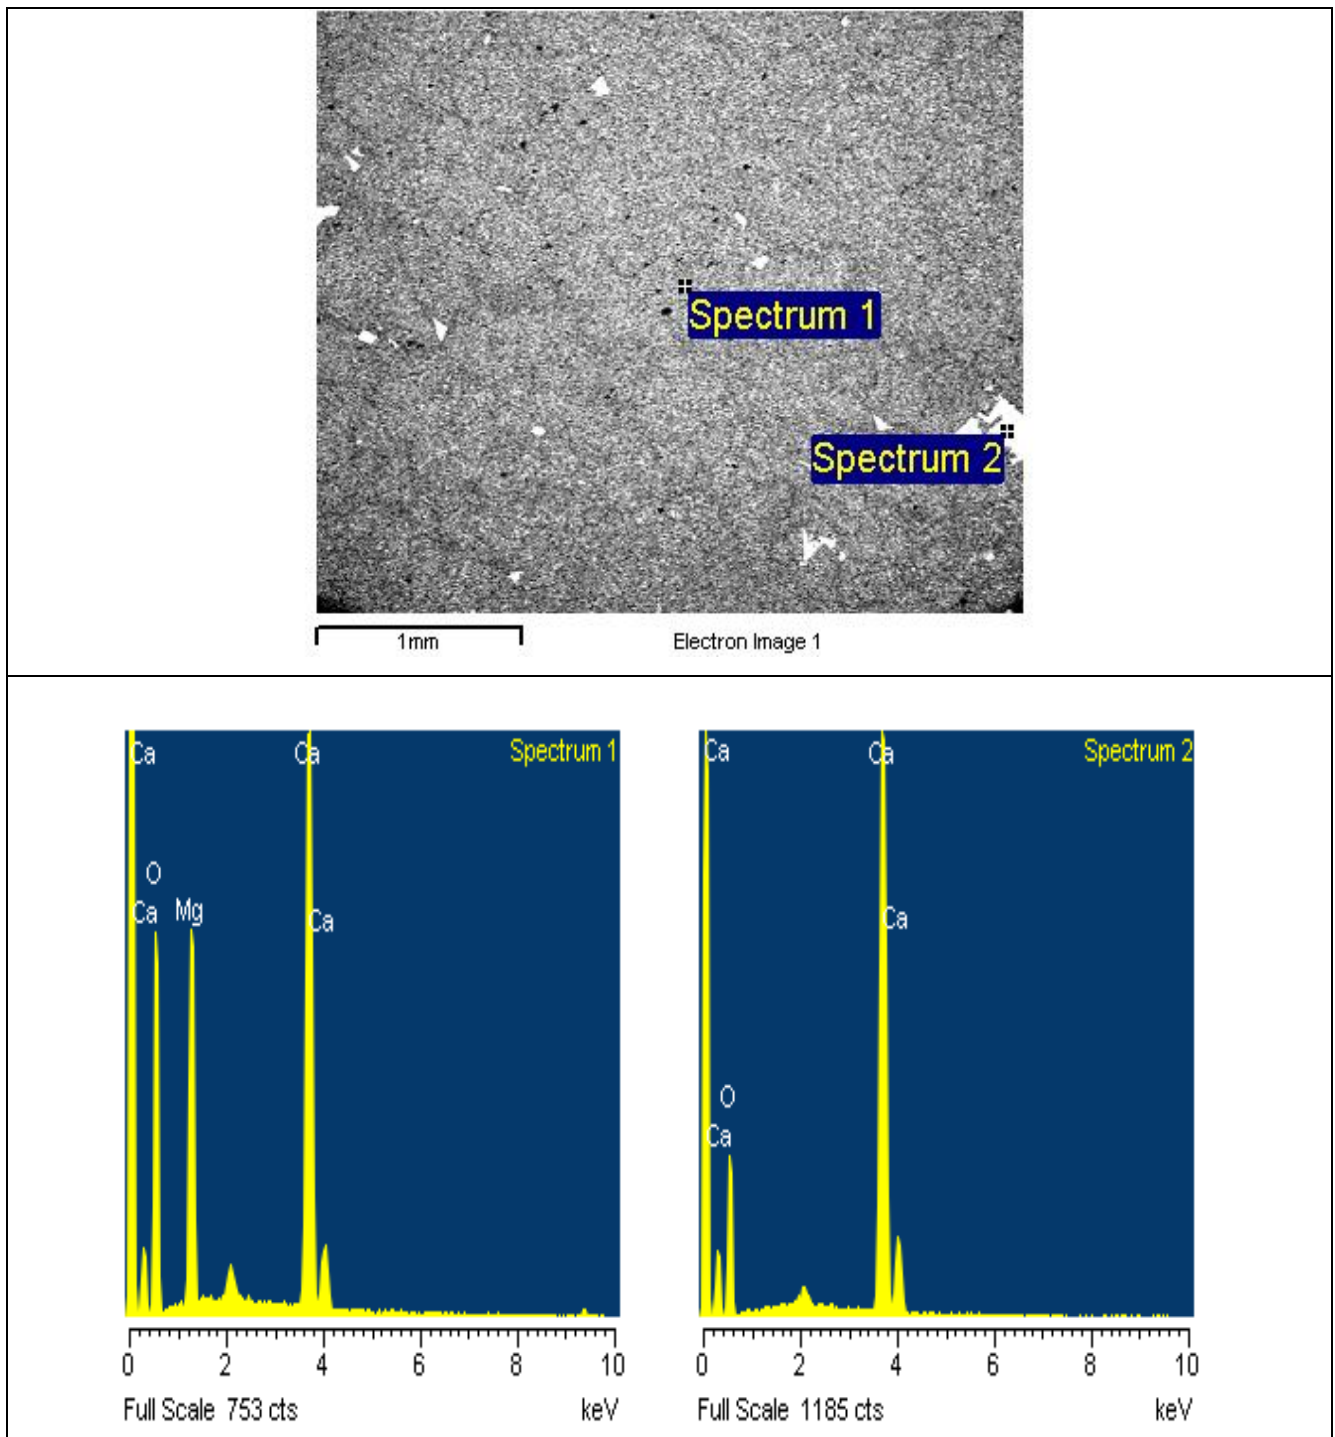 Spectrum 1
Spectrum 2
1mm Electron Image 1
Ca Ca Spectrum 1
O
Ca Mg Ca
0 2 4 6 8 10
Full Scale 753 cts keV
Ca Ca Spectrum 2
Ca
O
Ca
0 2 4 6 8 10
Full Scale 1185 cts keV